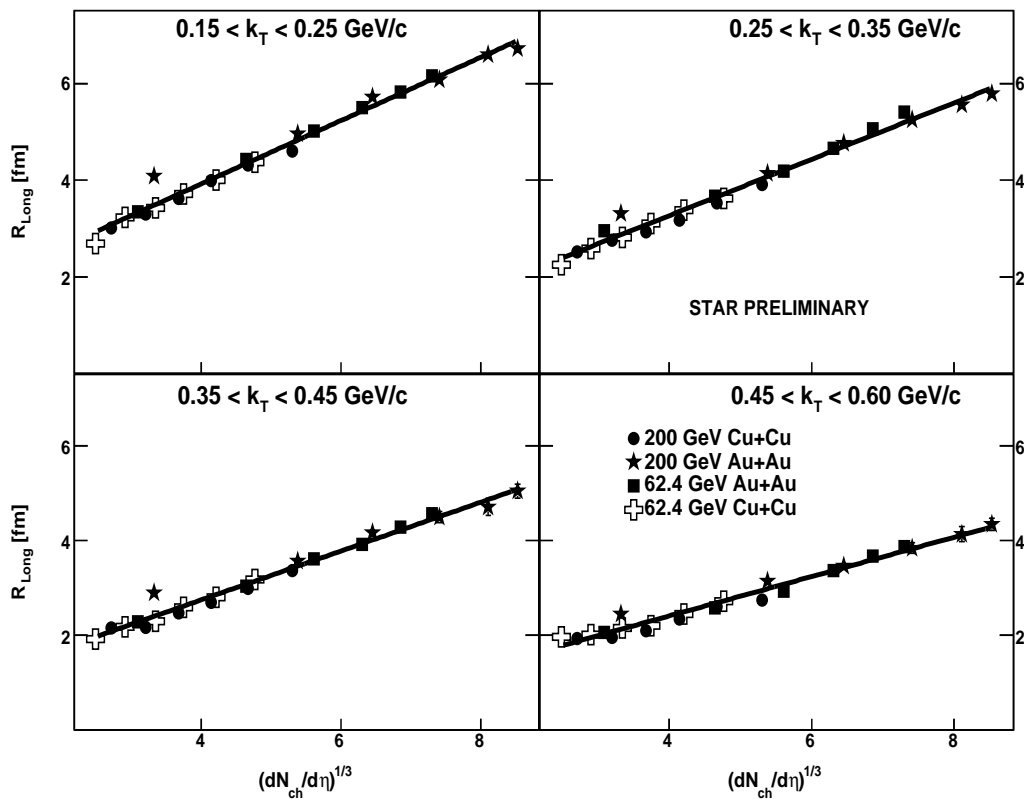 0.15 < k_T < 0.25 GeV/c
0.25 < k_T < 0.35 GeV/c
R_Long [fm]
6
4
2
6
4
2
STAR PRELIMINARY
0.35 < k_T < 0.45 GeV/c
0.45 < k_T < 0.60 GeV/c
R_Long [fm]
6
4
2
6
4
2
200 GeV Cu+Cu
200 GeV Au+Au
62.4 GeV Au+Au
62.4 GeV Cu+Cu
4 6 8
4 6 8
(dN_ch/dη)^1/3
(dN_ch/dη)^1/3